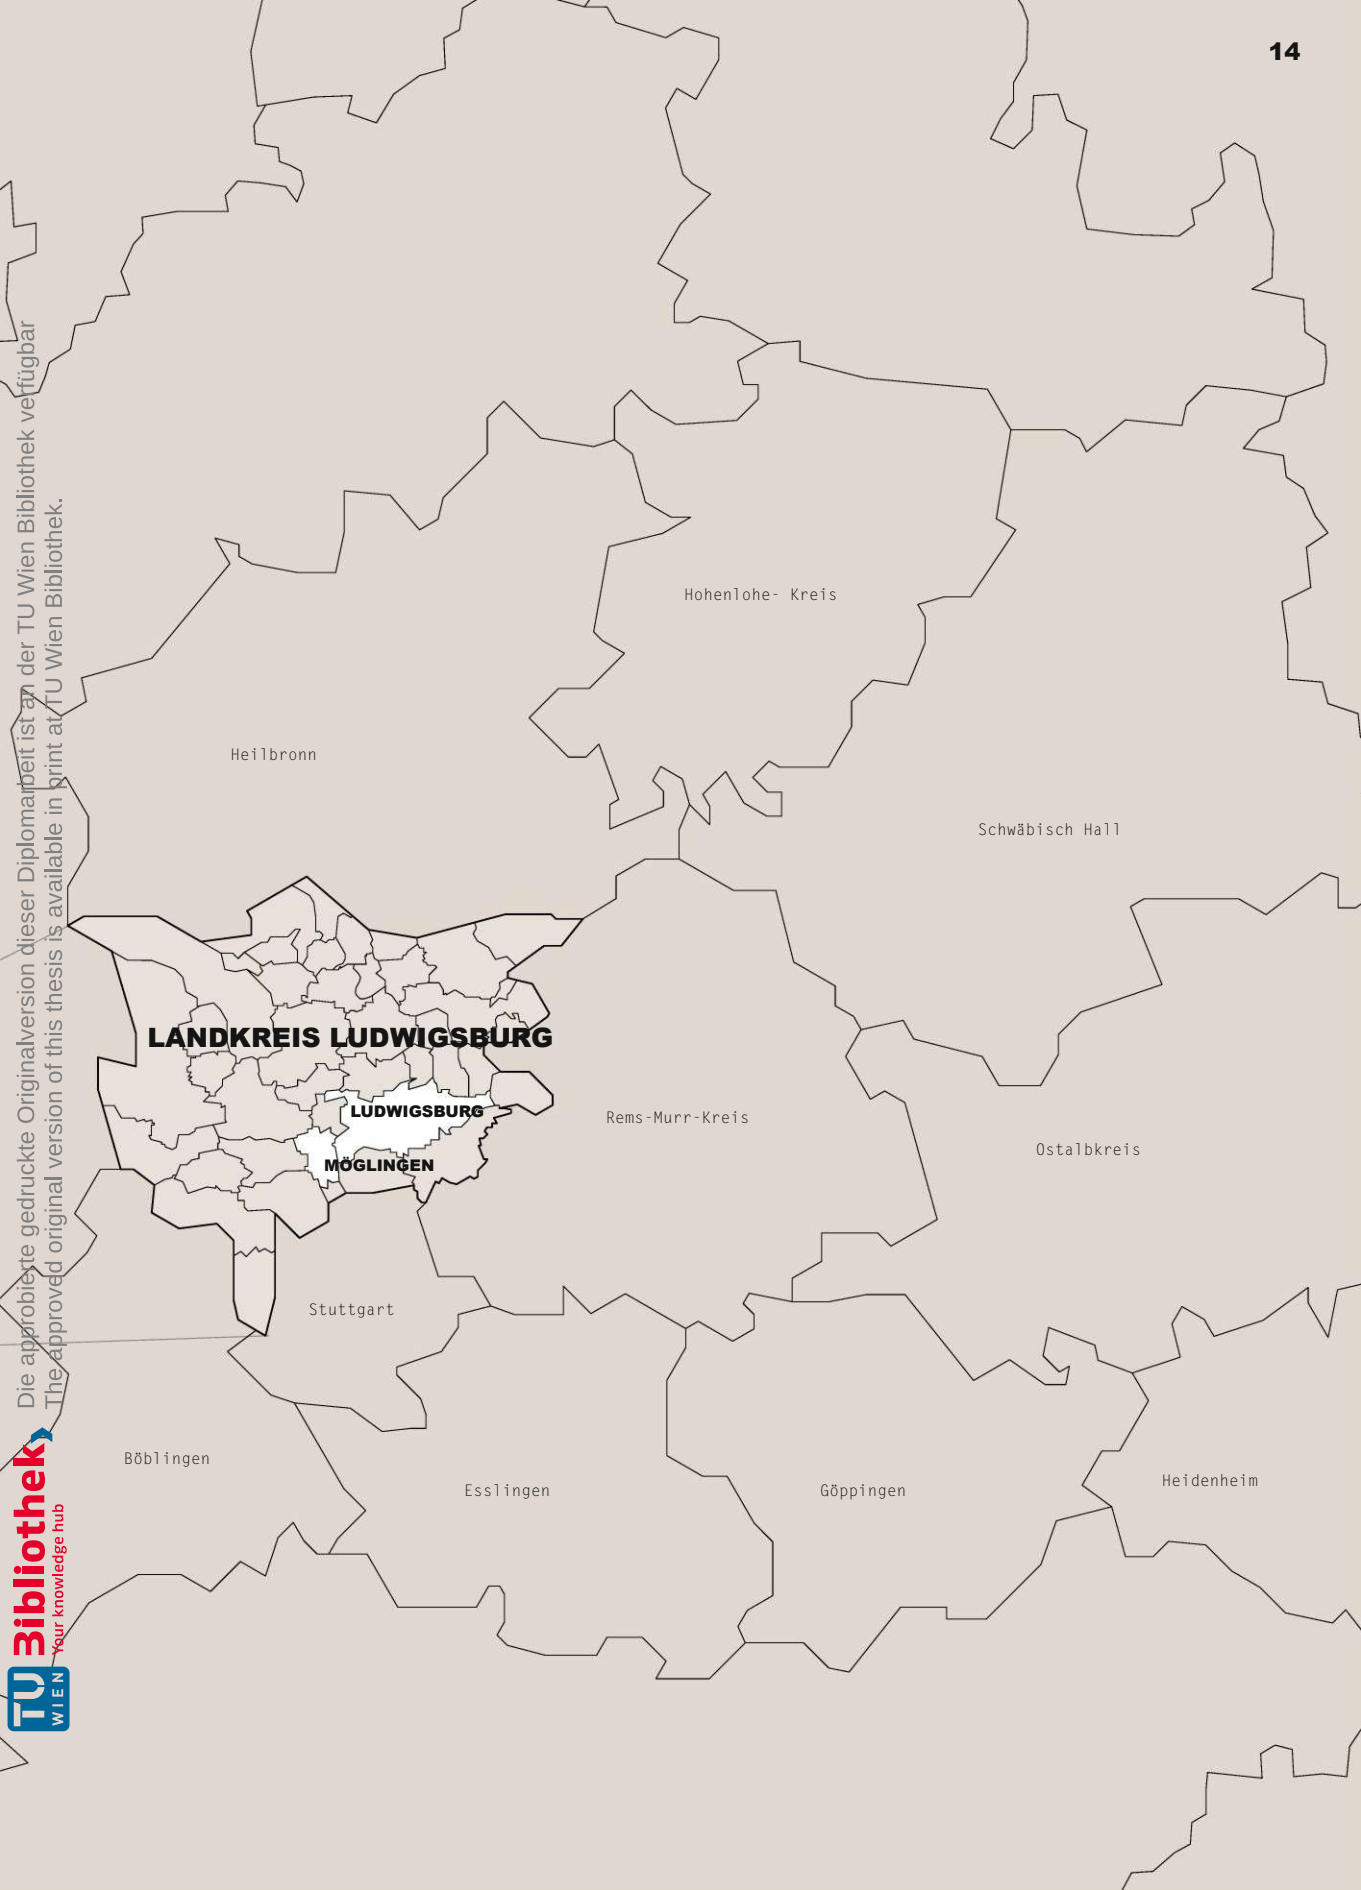 14
Hohenlohe- Kreis
Heilbronn
Schwäbisch Hall
LANDKREIS LUDWIGSBURG
LUDWIGSBURG
Rems-Murr-Kreis
Ostalbkreis
MÖGLINGEN
Stuttgart
Böblingen
Esslingen
Göppingen
Heidenheim
Die approbierte gedruckte Originalversion dieser Diplomarbeit ist an der TU Wien Bibliothek verfügbar
The approved original version of this thesis is available in print at TU Wien Bibliothek.
Bibliothek
Your knowledge hub
TU
WIEN